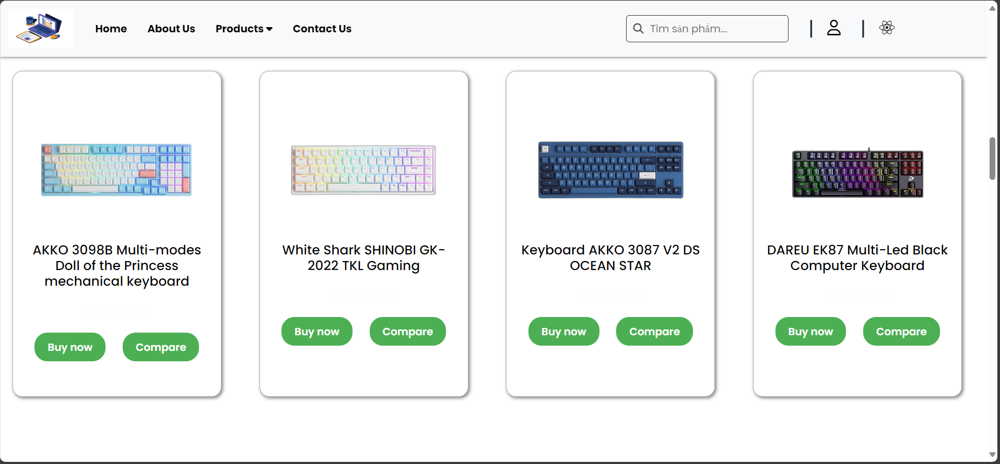 Home
About Us
Products
Contact Us
Tìm sản phẩm...
AKKO 3098B Multi-modes
Doll of the Princess
mechanical keyboard
SEE DETAILS
Buy now
Compare
White Shark SHINOBI GK-
2022 TKL Gaming
SEE DETAILS
Buy now
Compare
Keyboard AKKO 3087 V2 DS
OCEAN STAR
SEE DETAILS
Buy now
Compare
DAREU EK87 Multi-Led Black
Computer Keyboard
SEE DETAILS
Buy now
Compare